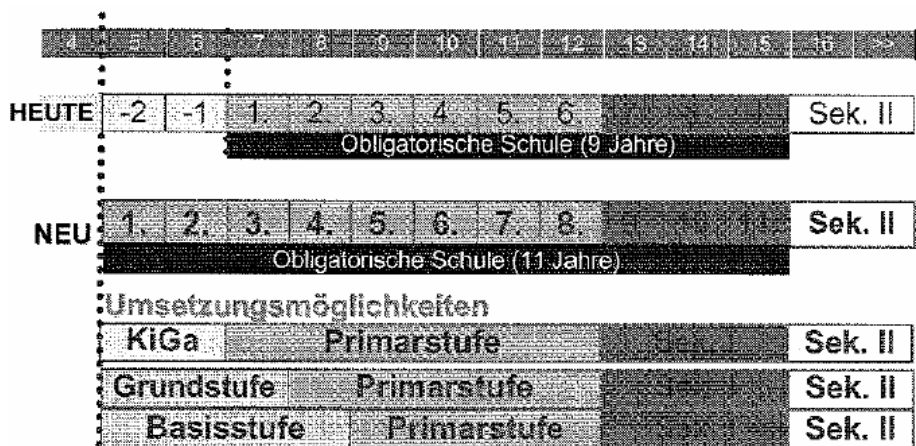 4 5 6 7 8 9 10 11 12 13 14 15 16 >>
HEUTE -2 -1 1. 2. 3. 4. 5. 6. Sek. II
Obligatorische Schule (9 Jahre)
NEU 1. 2. 3. 4. 5. 6. 7. 8. Sek. II
Obligatorische Schule (11 Jahre)
Umsetzungsmöglichkeiten
KiGa Primarstufe Sek. I Sek. II
Grundstufe Primarstufe Sek. II
Basisstufe Primarstufe Sek. II